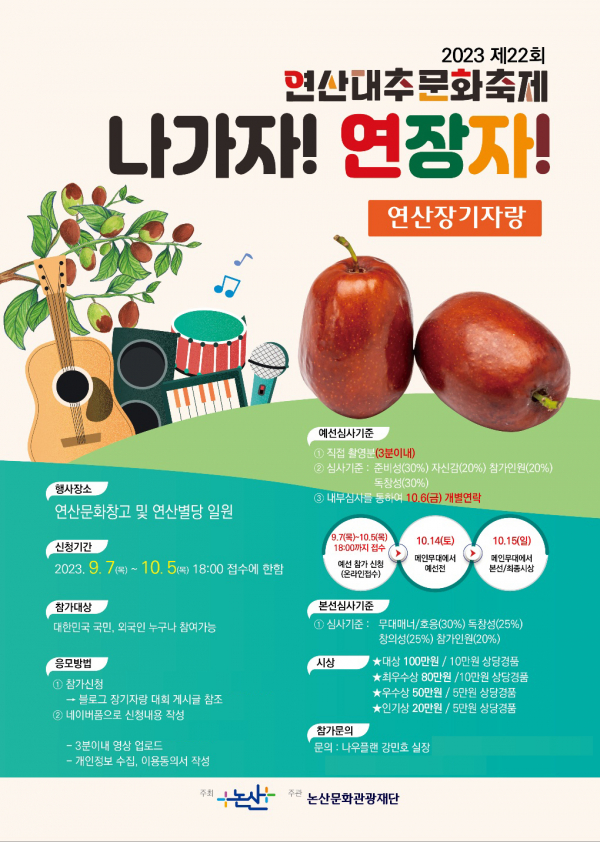 2023 제22회
연산대추문화축제
나가자! 연장자!
연산장기자랑
행사장소
연산문화창고 및 연산별당 일원
신청기간
2023. 9. 7(목) ~ 10. 5(목) 18:00 접수에 한함
참가대상
대한민국 국민, 외국인 누구나 참여가능
응모방법
① 참가신청
→ 블로그 장기자랑 대회 게시글 참조
② 네이버폼으로 신청내용 작성
- 3분이내 영상 업로드
- 개인정보 수집, 이용동의서 작성
예선심사기준
① 직접 촬영분(3분이내)
② 심사기준 : 준비성(30%) 자신감(20%) 참가인원(20%)
독창성(30%)
③ 내부심사를 통하여 10.6(금) 개별연락
9.7(목)~10.5(목)
18:00까지 접수
예선 참가 신청
(온라인접수)
10.14(토)
메인무대에서
예선전
10.15(일)
메인무대에서
본선/최종시상
본선심사기준
① 심사기준 : 무대매너/호응(30%) 독창성(25%)
창의성(25%) 참가인원(20%)
시상
★대상 100만원 / 10만원 상당경품
★최우수상 80만원 /10만원 상당경품
★우수상 50만원 / 5만원 상당경품
★인기상 20만원 / 5만원 상당경품
참가문의
문의 : 나우플랜 강민호 실장
주최 논산 주관 논산문화관광재단